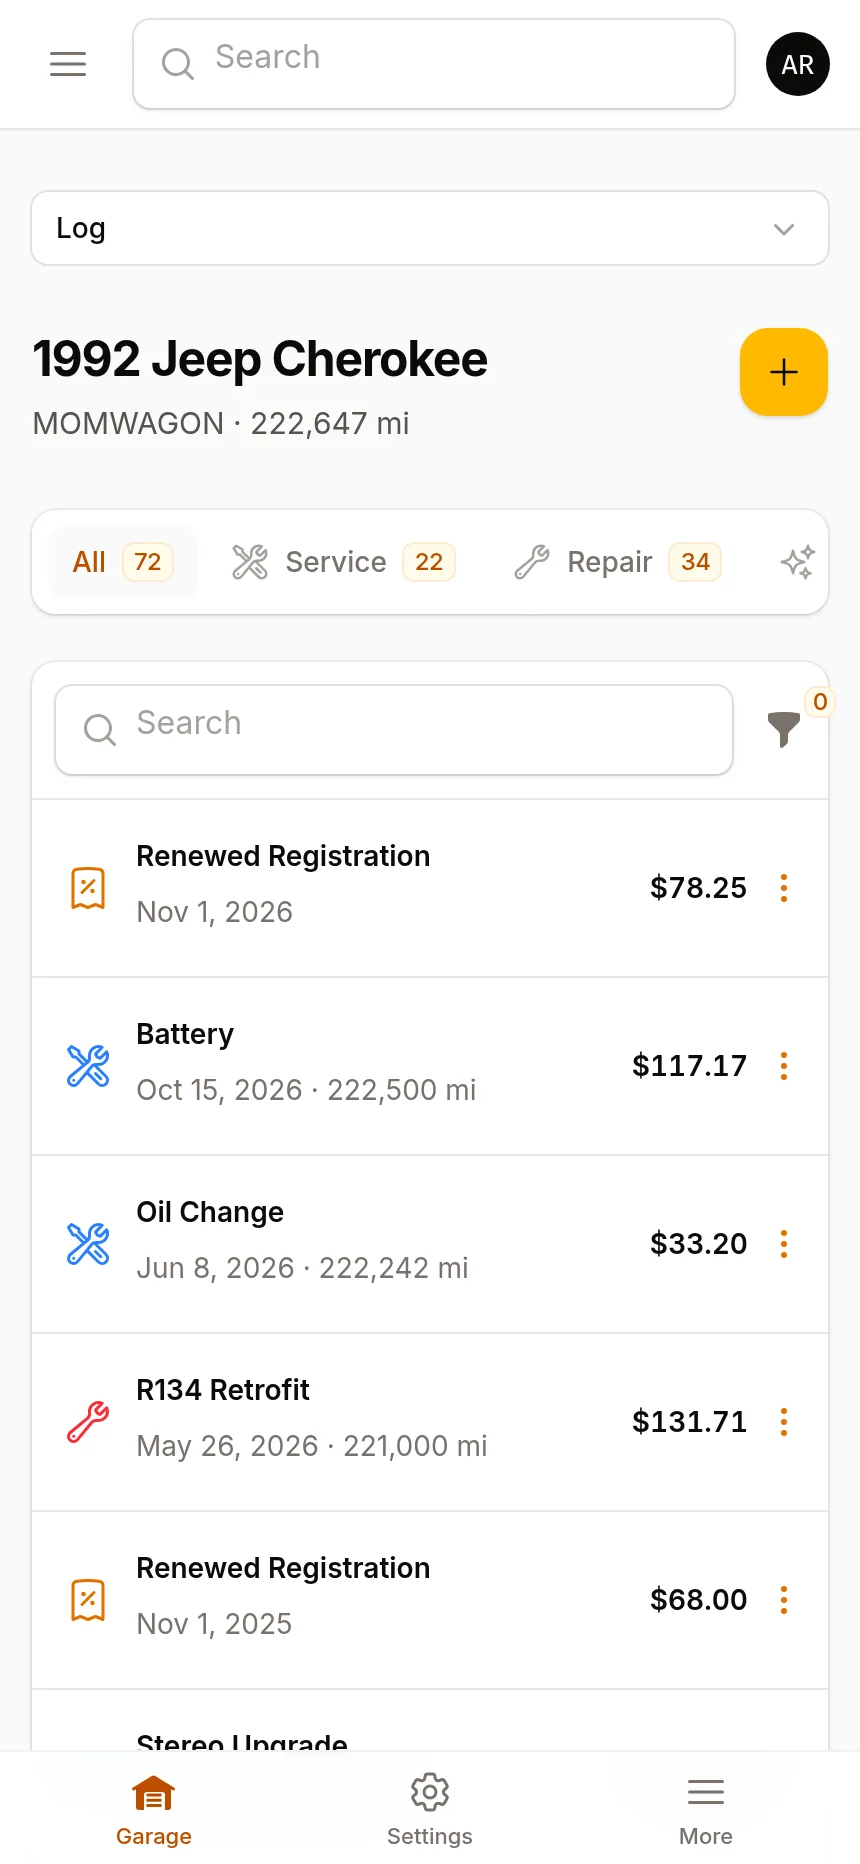 Search
AR
Log
1992 Jeep Cherokee
MOMWAGON · 222,647 mi
All 72 Service 22 Repair 34
Search
0
Renewed Registration
$78.25
Nov 1, 2026
Battery
$117.17
Oct 15, 2026 · 222,500 mi
Oil Change
$33.20
Jun 8, 2026 · 222,242 mi
R134 Retrofit
$131.71
May 26, 2026 · 221,000 mi
Renewed Registration
$68.00
Nov 1, 2025
Stereo Upgrade
Garage Settings More